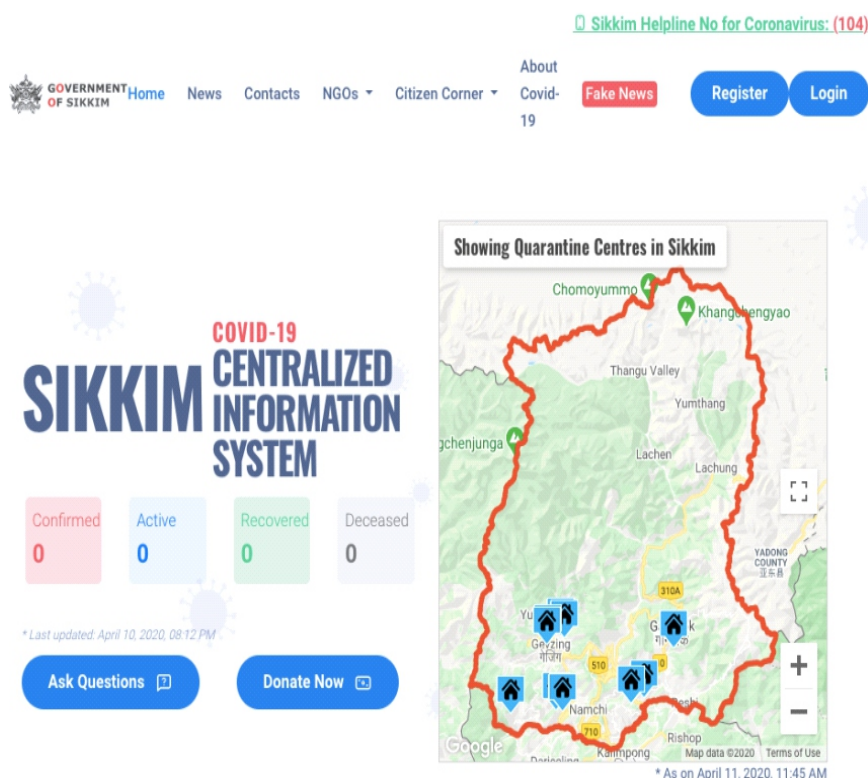 Sikkim Helpline No for Coronavirus: (104)
GOVERNMENT
OF SIKKIM
Home
News
Contacts
NGOs
Citizen Corner
About
Covid-
19
Fake News
Register
Login
COVID-19
SIKKIM
CENTRALIZED
INFORMATION
SYSTEM
Confirmed
0
Active
0
Recovered
0
Deceased
0
* Last updated: April 10, 2020, 08:12 PM
Ask Questions
Donate Now
Showing Quarantine Centres in Sikkim
Chomoyummo
Khangchengyao
Thangu Valley
Yumthang
gchenjunga
Lachen
Lachung
YADONG
COUNTY
亚东县
310A
Geyzing
गेजिंग
510
Namchi
710
Rishop
Kalimpong
Google
Map data ©2020
Terms of Use
* As on April 11, 2020, 11:45 AM